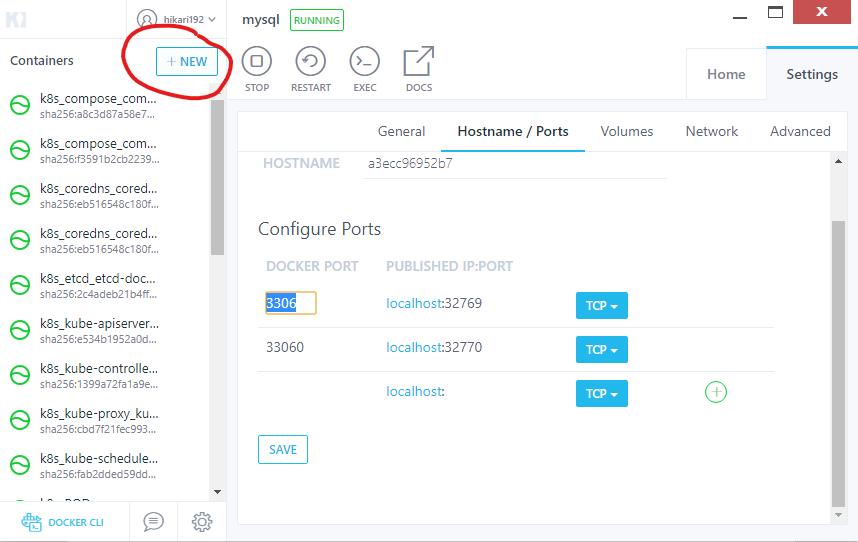 hikari192
mysql
RUNNING
Containers
+ NEW
STOP
RESTART
EXEC
DOCS
Home
Settings
k8s_compose_com...
sha256:a8c3d87a58e7...
k8s_compose_com...
sha256:f3591b2cb2239...
k8s_coredns_cored...
sha256:eb516548c180f...
k8s_coredns_cored...
sha256:eb516548c180f...
k8s_etcd_etcd-doc...
sha256:2c4adeb21b4ff...
k8s_kube-apiserver...
sha256:e534b1952a0d...
k8s_kube-controlle...
sha256:1399a72fa1a9e...
k8s_kube-proxy_ku...
sha256:cbd7f21fec993...
k8s_kube-schedule...
sha256:fab2dded59dd...
DOCKER CLI
General
Hostname / Ports
Volumes
Network
Advanced
HOSTNAME
a3ecc96952b7
Configure Ports
DOCKER PORT
PUBLISHED IP:PORT
3306
localhost:32769
TCP
33060
localhost:32770
TCP
localhost:
TCP
SAVE